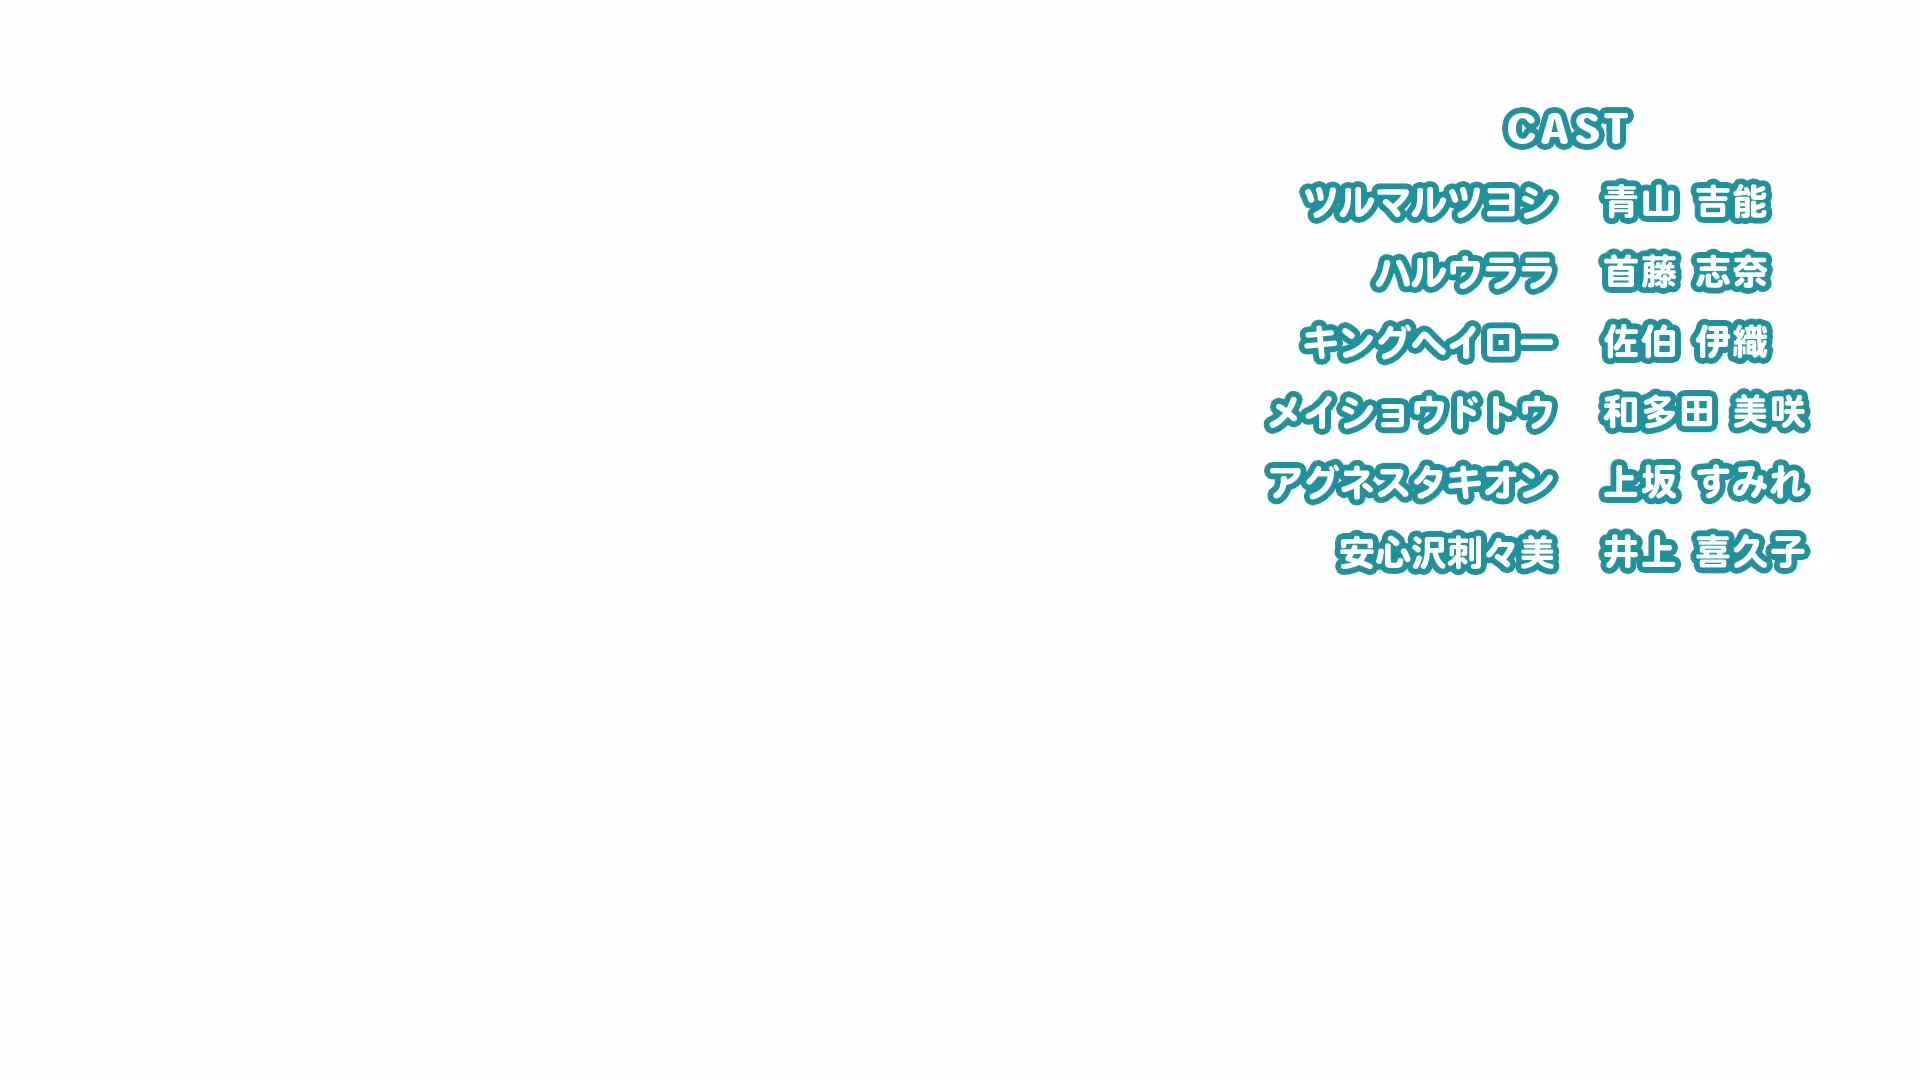 CAST
ツルマルツヨシ 青山 吉能
ハルウララ 首藤 志奈
キングヘイロー 佐伯 伊織
メイショウドトウ 和多田 美咲
アグネスタキオン 上坂 すみれ
安心沢刺々美 井上 喜久子